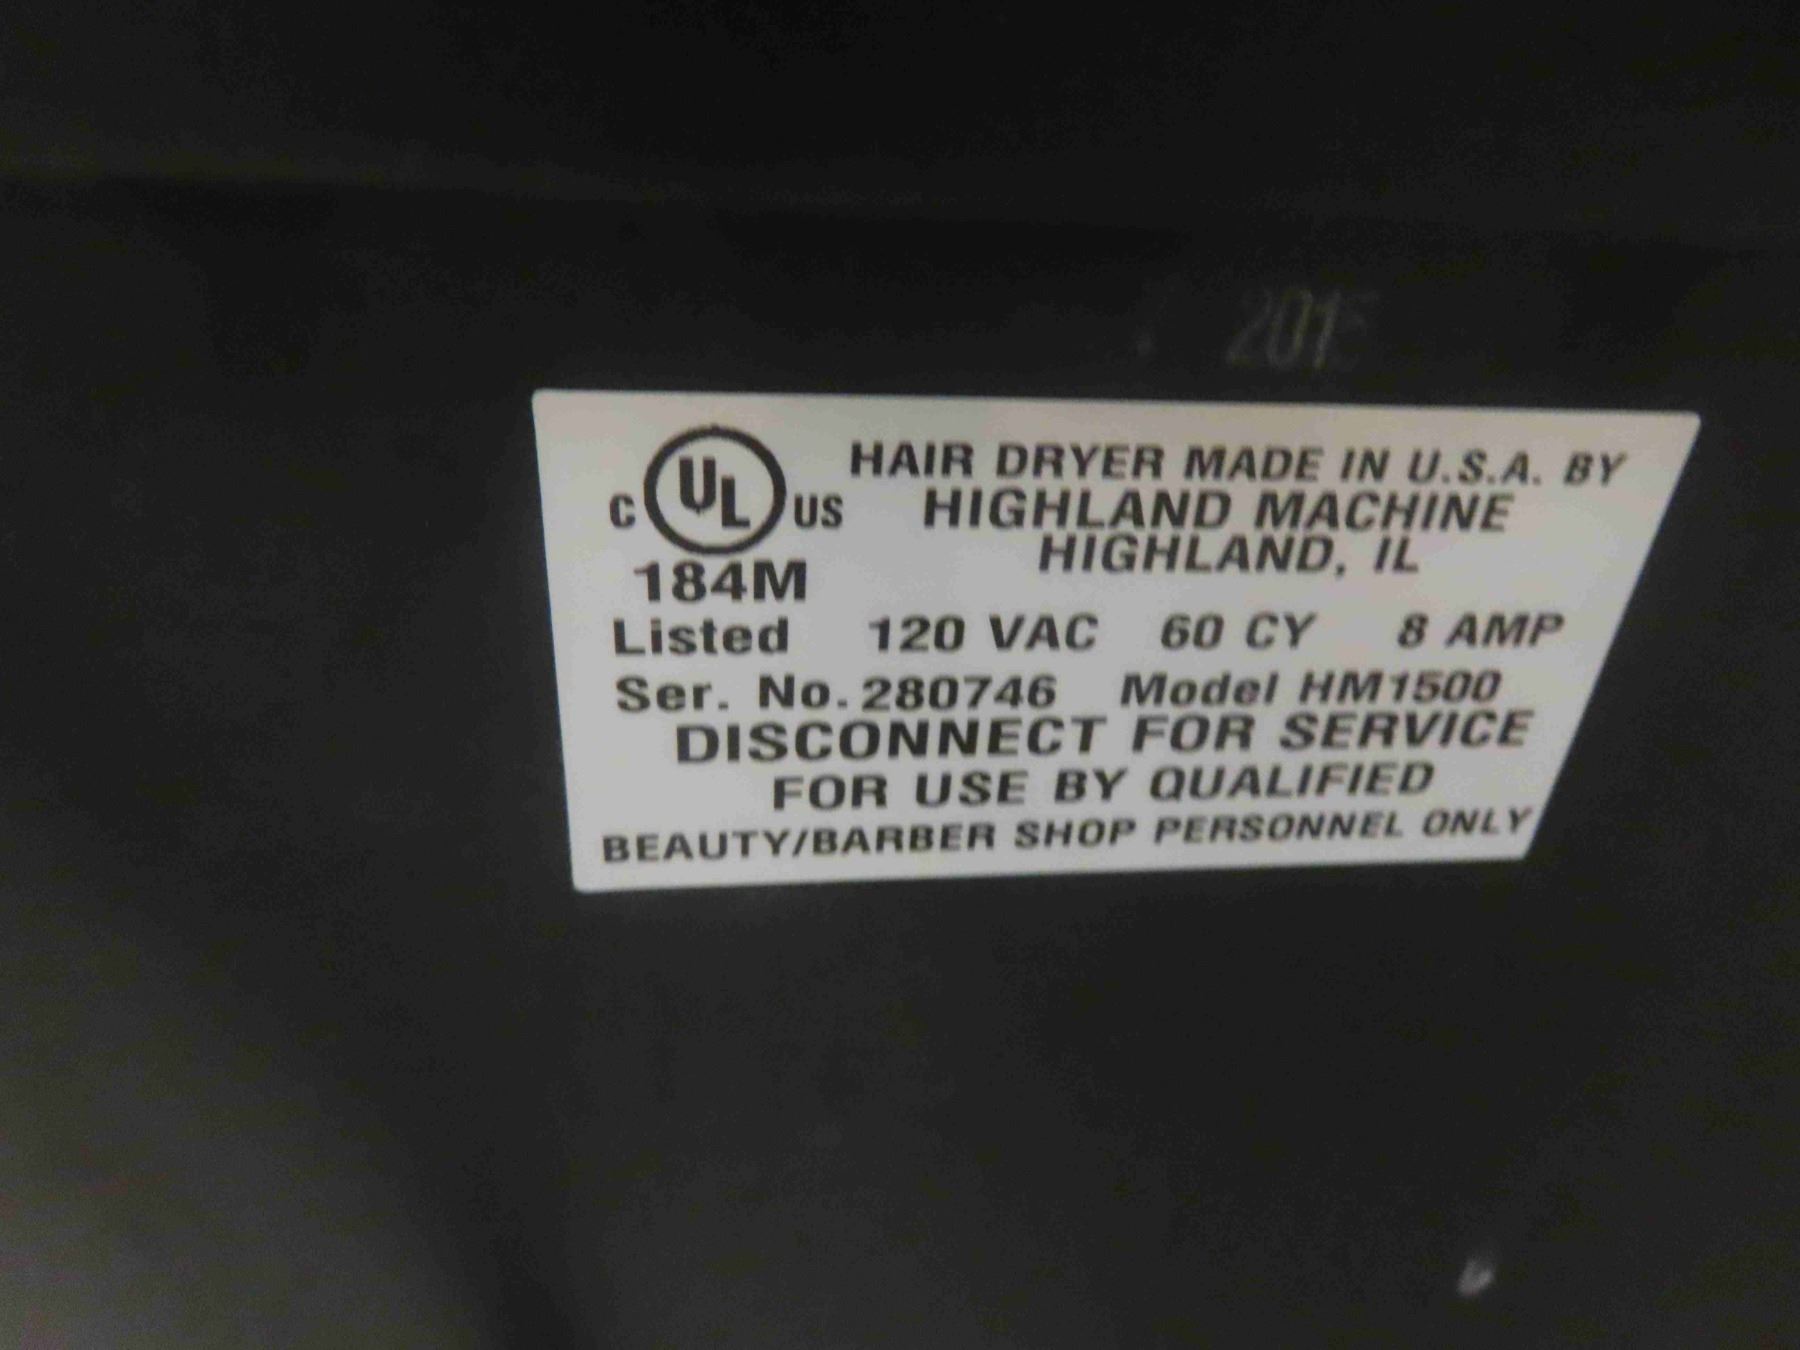 C UL US
184M
Listed
HAIR DRYER MADE IN U.S.A. BY
HIGHLAND MACHINE
HIGHLAND, IL
120 VAC 60 CY 8 AMP
Ser. No. 280746 Model HM1500
DISCONNECT FOR SERVICE
FOR USE BY QUALIFIED
BEAUTY/BARBER SHOP PERSONNEL ONLY